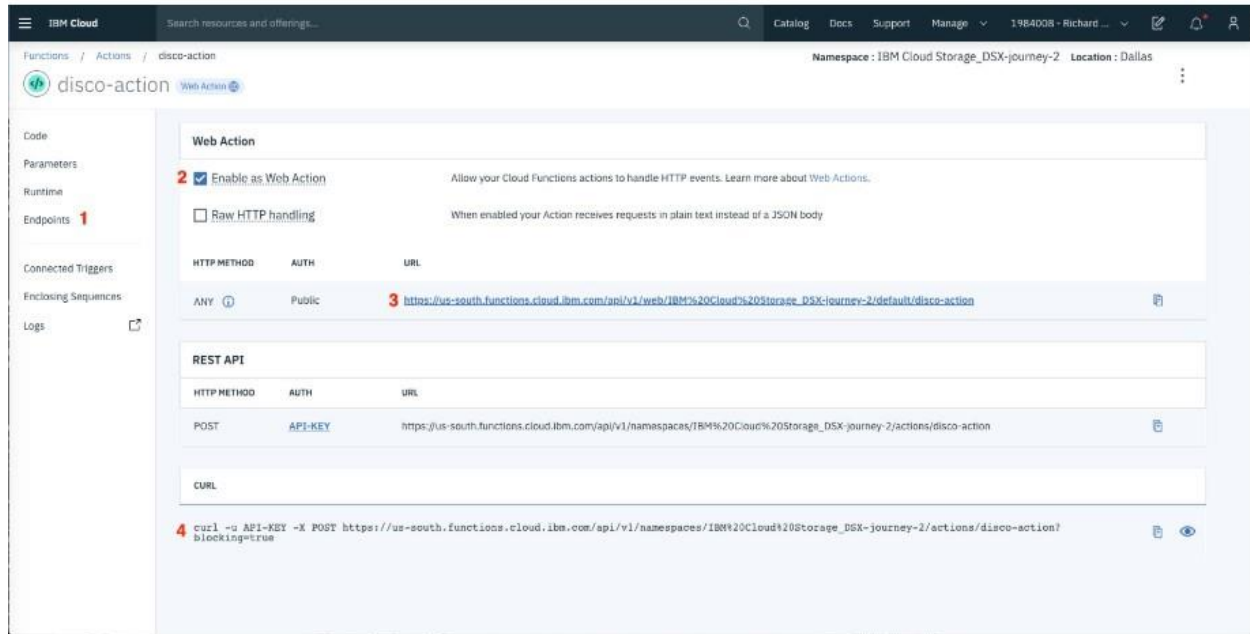 IBM Cloud Search resources and offerings... Catalog Docs Support Manage 1984008 - Richard ...
Functions / Actions / disco-action Namespace : IBM Cloud Storage_DSX-journey-2 Location : Dallas
disco-action Web Action
Code
Parameters
Runtime
Endpoints 1
Connected Triggers
Enclosing Sequences
Logs
Web Action
2 Enable as Web Action Allow your Cloud Functions actions to handle HTTP events. Learn more about Web Actions.
Raw HTTP handling When enabled your Action receives requests in plain text instead of a JSON body
HTTP METHOD AUTH URL
ANY Public 3 https://us-south.functions.cloud.ibm.com/api/v1/web/IBM%20Cloud%20Storage_DSX-journey-2/default/disco-action
REST API
HTTP METHOD AUTH URL
POST API-KEY https://us-south.functions.cloud.ibm.com/api/v1/namespaces/IBM%20Cloud%20Storage_DSX-journey-2/actions/disco-action
CURL
4 curl -u API-KEY -X POST https://us-south.functions.cloud.ibm.com/api/v1/namespaces/IBM%20Cloud%20Storage_DSX-journey-2/actions/disco-action?
blocking=true